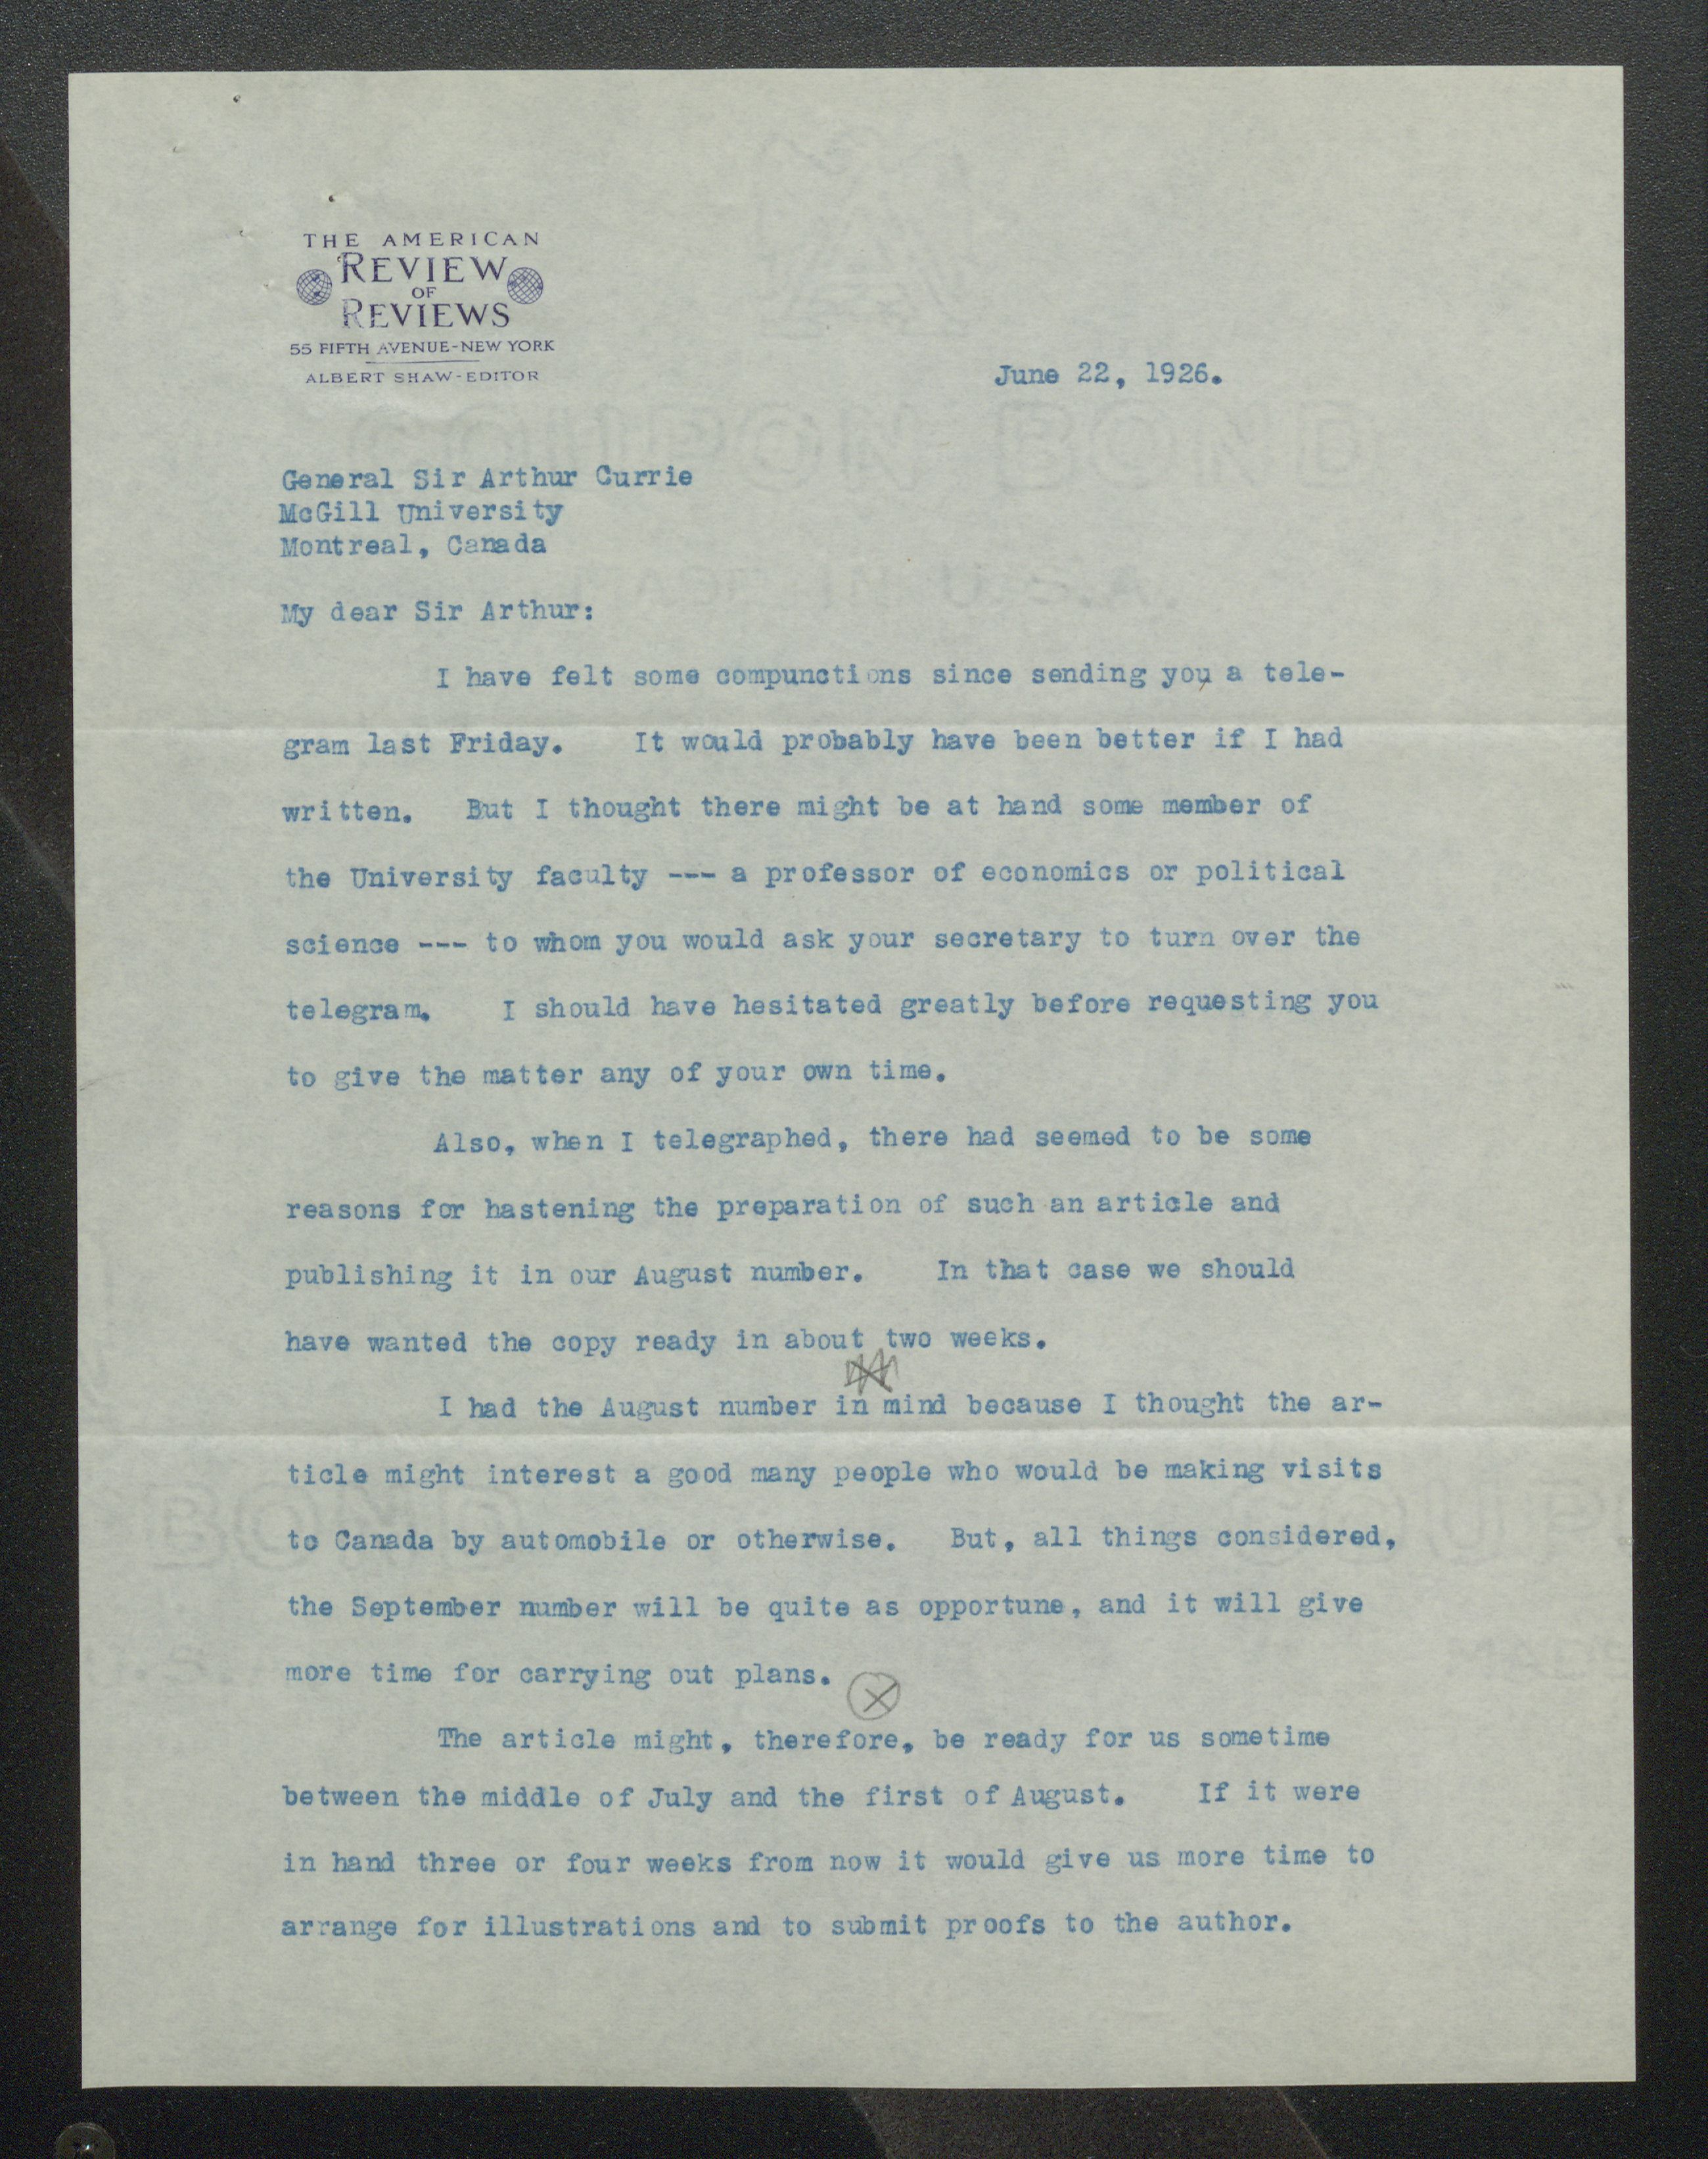 THE AMERICAN
REVIEW
OF
REVIEWS
55 FIFTH AVENUE-NEW YORK
ALBERT SHAW-EDITOR
June 22, 1926.
General Sir Arthur Currie
McGill University
Montreal, Canada
My dear Sir Arthur:
I have felt some compunctions since sending you a tele-
gram last Friday. It would probably have been better if I had
written. But I thought there might be at hand some member of
the University faculty --- a professor of economics or political
science --- to whom you would ask your secretary to turn over the
telegram. I should have hesitated greatly before requesting you
to give the matter any of your own time.
Also, when I telegraphed, there had seemed to be some
reasons for hastening the preparation of such an article and
publishing it in our August number. In that case we should
have wanted the copy ready in about two weeks.
I had the August number in mind because I thought the ar-
ticle might interest a good many people who would be making visits
to Canada by automobile or otherwise. But, all things considered,
the September number will be quite as opportune, and it will give
more time for carrying out plans.
The article might, therefore, be ready for us sometime
between the middle of July and the first of August. If it were
in hand three or four weeks from now it would give us more time to
arrange for illustrations and to submit proofs to the author.